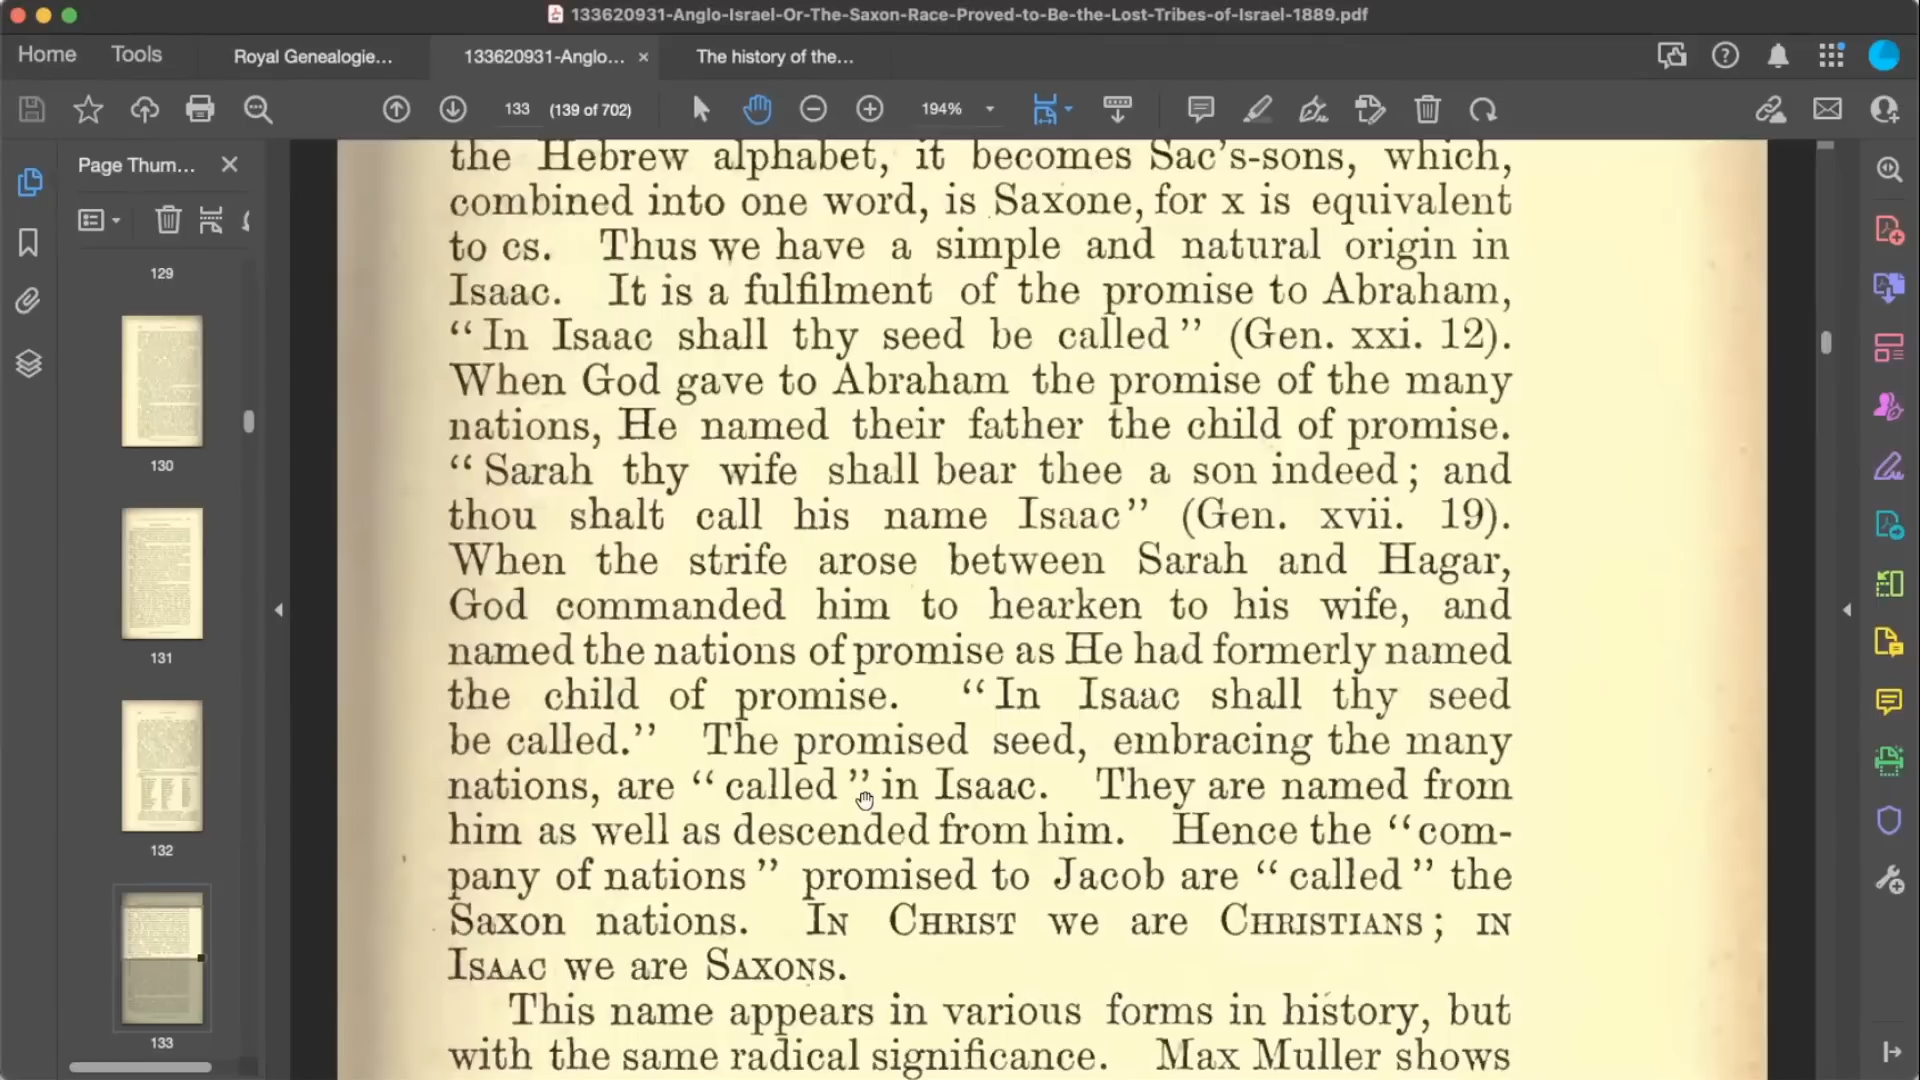 133620931-Anglo-Israel-Or-The-Saxon-Race-Proved-to-Be-the-Lost-Tribes-of-Israel-1889.pdf
Home
Tools
Royal Genealogie...
133620931-Anglo...
The history of the...
133
(139 of 702)
194%
Page Thum...
129
130
131
132
133
the Hebrew alphabet, it becomes Sac's-sons, which,
combined into one word, is Saxone, for x is equivalent
to cs. Thus we have a simple and natural origin in
Isaac. It is a fulfilment of the promise to Abraham,
“In Isaac shall thy seed be called” (Gen. xxi. 12).
When God gave to Abraham the promise of the many
nations, He named their father the child of promise.
“Sarah thy wife shall bear thee a son indeed; and
thou shalt call his name Isaac” (Gen. xvii. 19).
When the strife arose between Sarah and Hagar,
God commanded him to hearken to his wife, and
named the nations of promise as He had formerly named
the child of promise. “In Isaac shall thy seed
be called.” The promised seed, embracing the many
nations, are “called” in Isaac. They are named from
him as well as descended from him. Hence the “com-
pany of nations” promised to Jacob are “called” the
Saxon nations. IN CHRIST we are CHRISTIANS; IN
ISAAC we are SAXONS.
This name appears in various forms in history, but
with the same radical significance. Max Muller shows